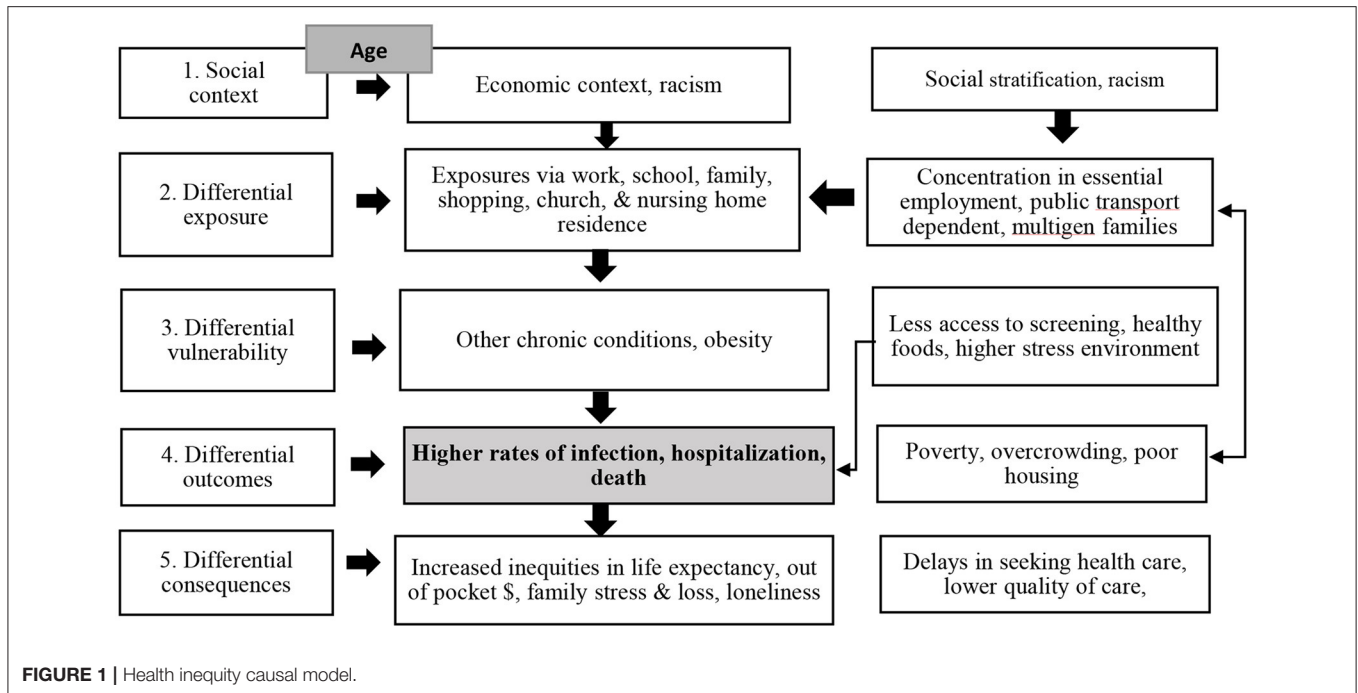 Age
1. Social
context
Economic context, racism
Social stratification, racism
2. Differential
exposure
Exposures via work, school, family,
shopping, church, & nursing home
residence
Concentration in essential
employment, public transport
dependent, multigen families
3. Differential
vulnerability
Other chronic conditions, obesity
Less access to screening, healthy
foods, higher stress environment
4. Differential
outcomes
Higher rates of infection, hospitalization,
death
Poverty, overcrowding, poor
housing
5. Differential
consequences
Increased inequities in life expectancy, out
of pocket $, family stress & loss, loneliness
Delays in seeking health care,
lower quality of care,
FIGURE 1 | Health inequity causal model.